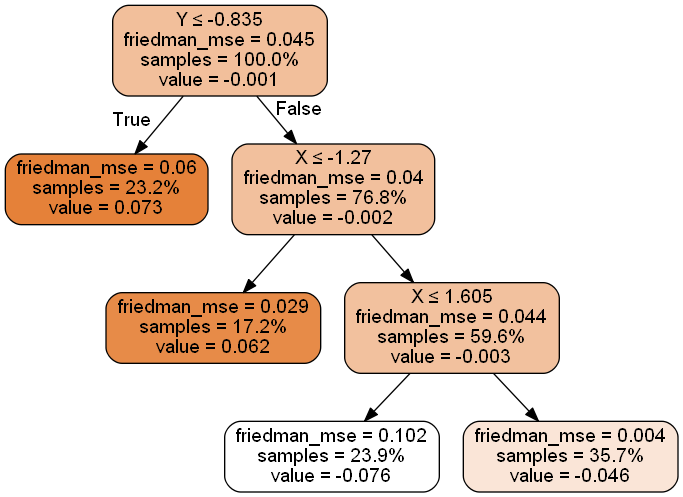 Y ≤ -0.835
friedman_mse = 0.045
samples = 100.0%
value = -0.001
True
False
friedman_mse = 0.06
samples = 23.2%
value = 0.073
X ≤ -1.27
friedman_mse = 0.04
samples = 76.8%
value = -0.002
friedman_mse = 0.029
samples = 17.2%
value = 0.062
X ≤ 1.605
friedman_mse = 0.044
samples = 59.6%
value = -0.003
friedman_mse = 0.102
samples = 23.9%
value = -0.076
friedman_mse = 0.004
samples = 35.7%
value = -0.046